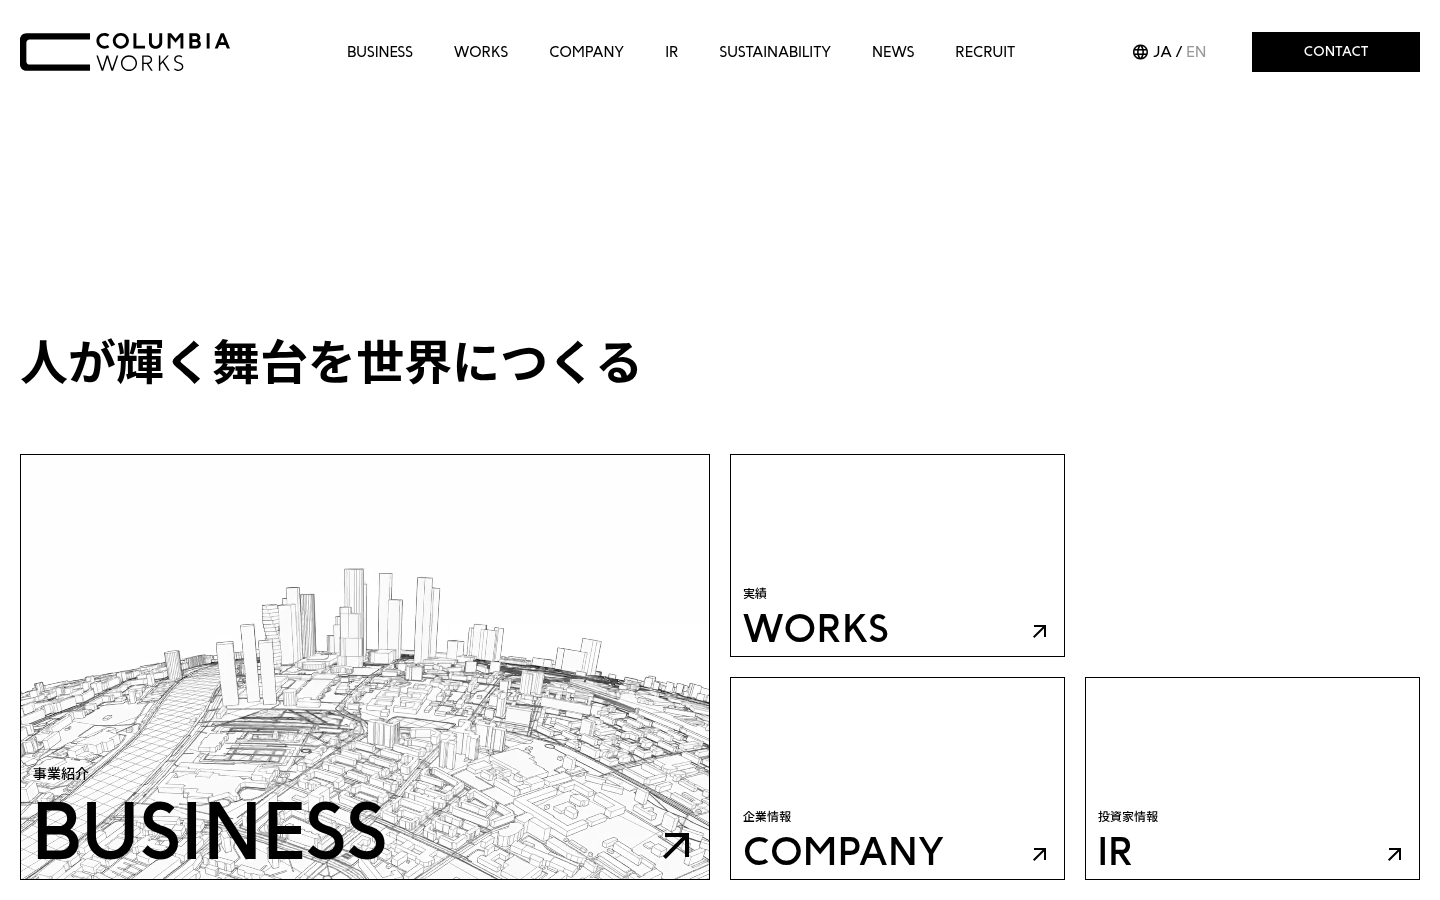 COLUMBIA
WORKS
BUSINESS
WORKS
COMPANY
IR
SUSTAINABILITY
NEWS
RECRUIT
JA / EN
CONTACT
人が輝く舞台を世界につくる
事業紹介
BUSINESS
実績
WORKS
企業情報
COMPANY
投資家情報
IR